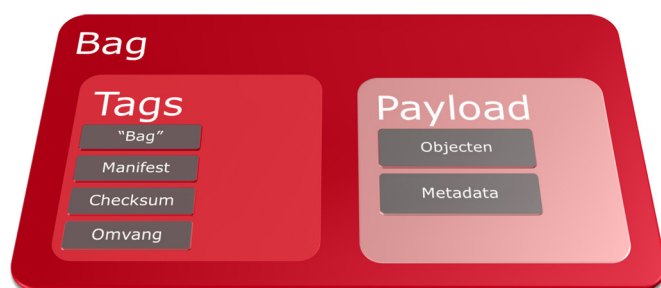 Bag
Tags
“Bag”
Manifest
Checksum
Omvang
Payload
Objecten
Metadata